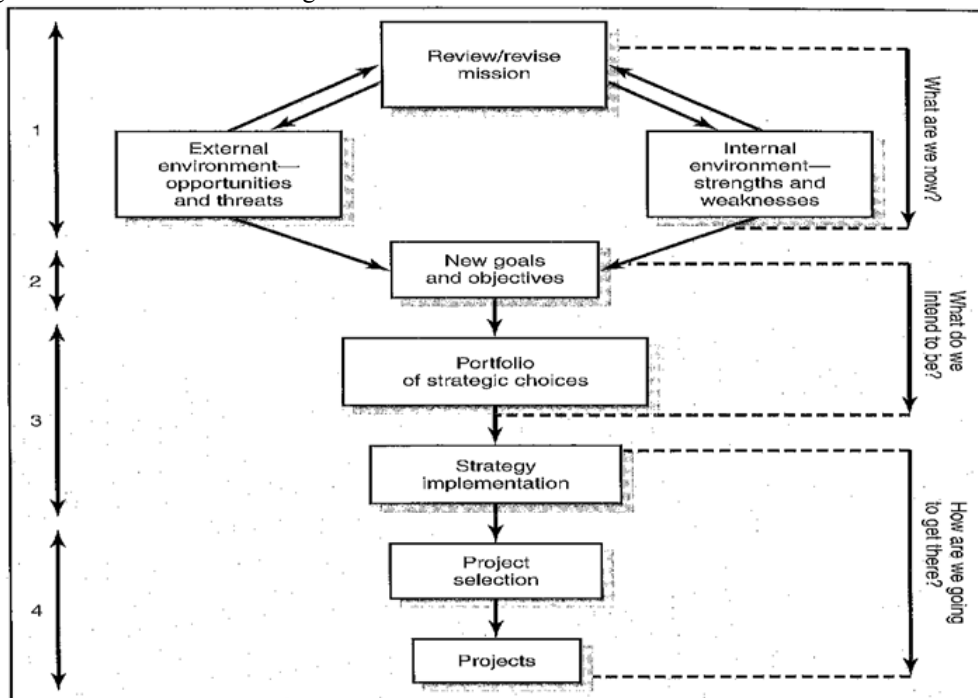 Review/revise
mission
1
External
environment—
opportunities
and threats
Internal
environment—
strengths and
weaknesses
What are we now?
2
New goals
and objectives
What do we
intend to be?
Portfolio
of strategic choices
3
Strategy
implementation
How are we going
to get there?
Project
selection
4
Projects